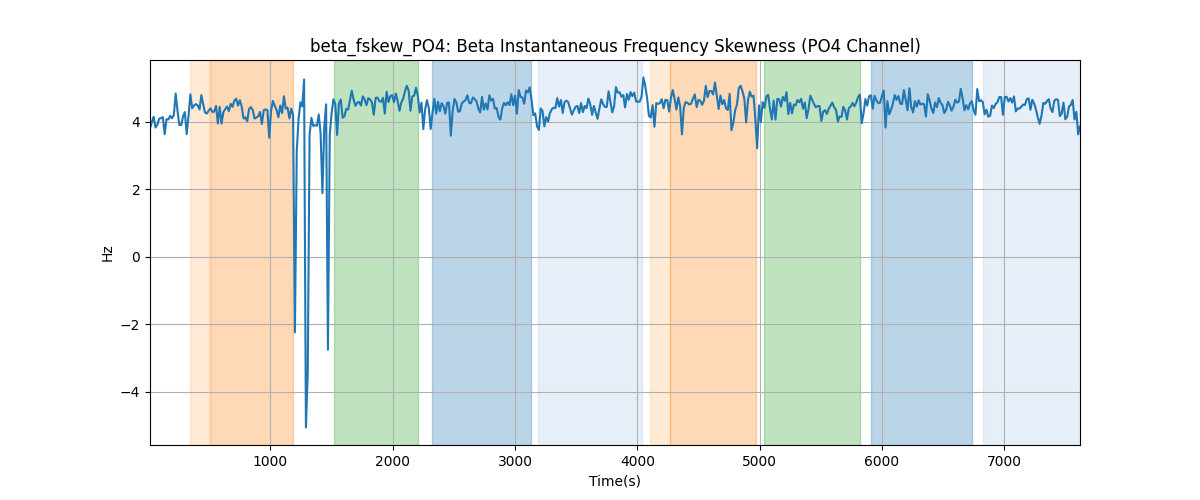 beta_fskew_PO4: Beta Instantaneous Frequency Skewness (PO4 Channel)
Hz
4
2
0
−2
−4
1000 2000 3000 4000 5000 6000 7000
Time(s)